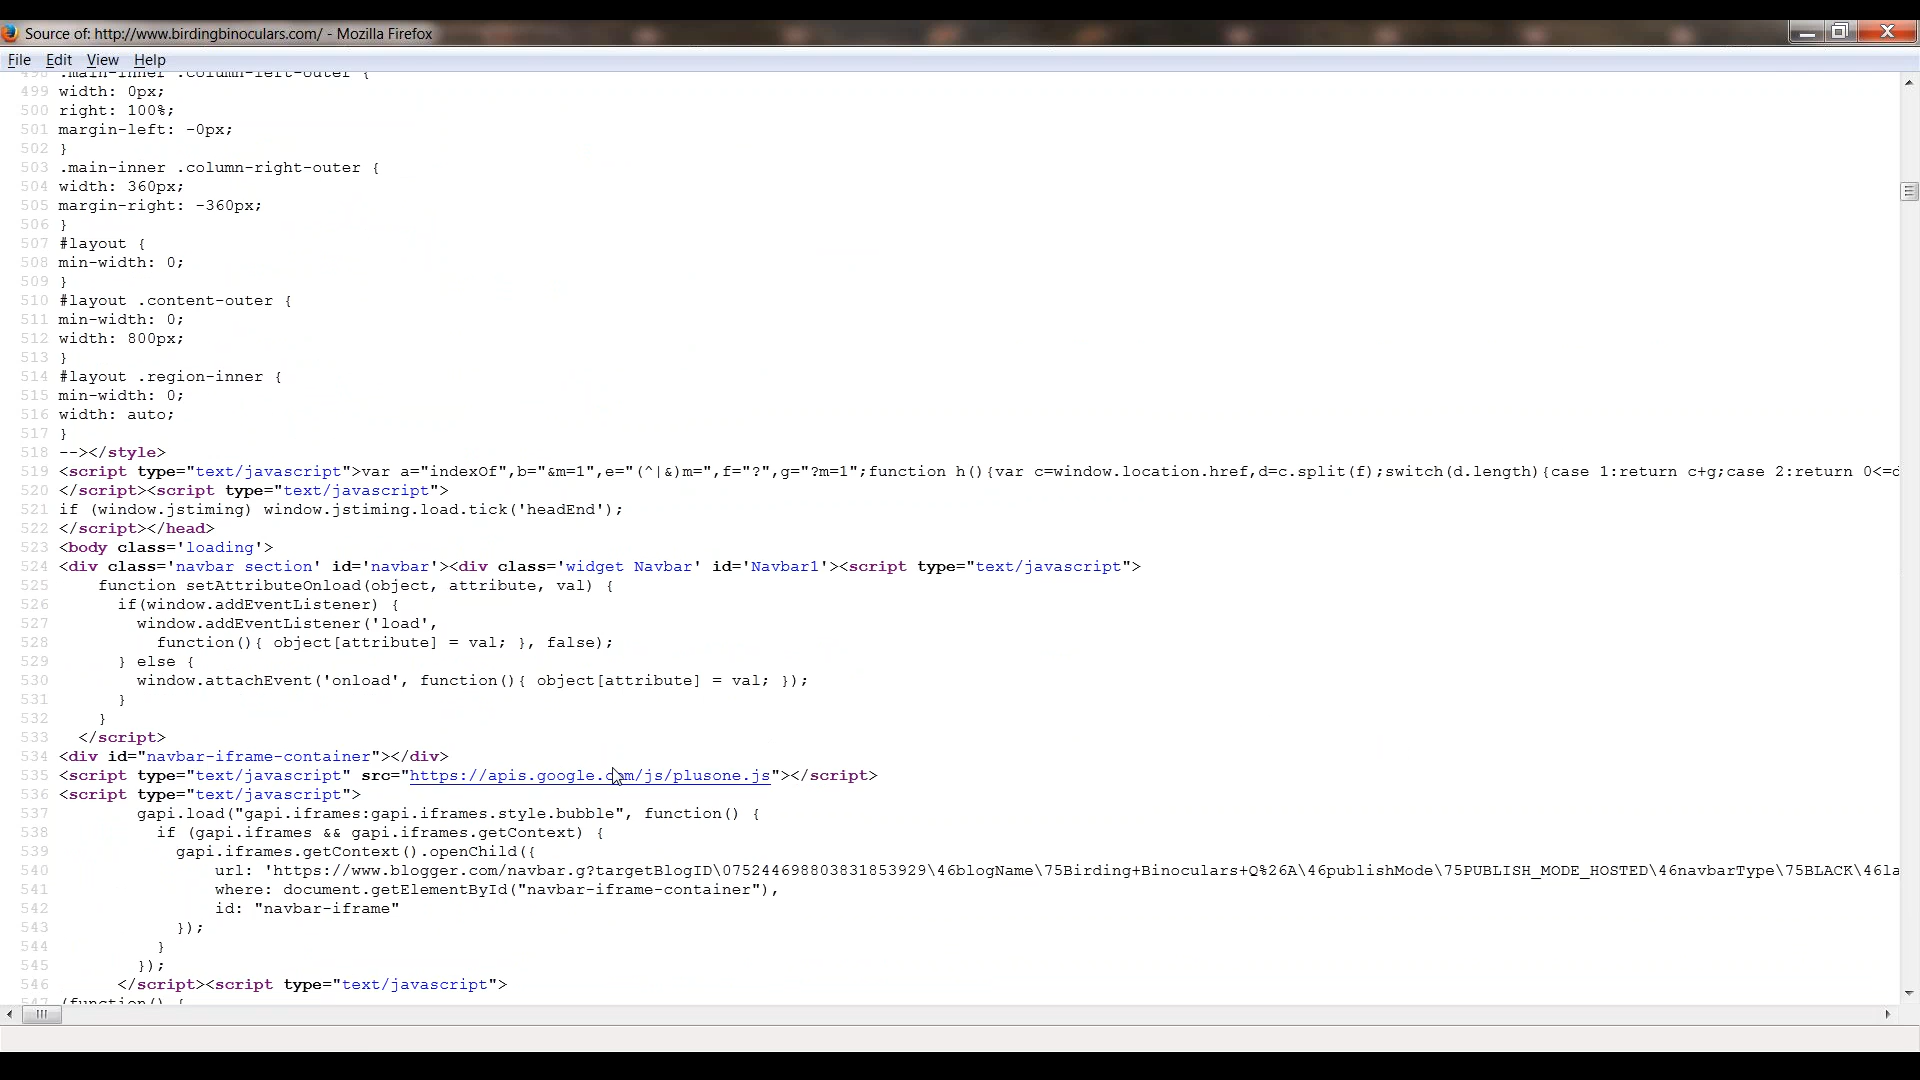 Source of: http://www.birdingbinoculars.com/ - Mozilla Firefox
File Edit View Help
498 .main-inner .column-left-outer {
499 width: 0px;
500 right: 100%;
501 margin-left: -0px;
502 }
503 .main-inner .column-right-outer {
504 width: 360px;
505 margin-right: -360px;
506 }
507 #layout {
508 min-width: 0;
509 }
510 #layout .content-outer {
511 min-width: 0;
512 width: 800px;
513 }
514 #layout .region-inner {
515 min-width: 0;
516 width: auto;
517 }
518 --></style>
519 <script type="text/javascript">var a="indexOf",b="&m=1",e="(^|&)m=",f="?",g="?m=1";function h(){var c=window.location.href,d=c.split(f);switch(d.length){case 1:return c+g;case 2:return 0<=d
520 </script><script type="text/javascript">
521 if (window.jstiming) window.jstiming.load.tick('headEnd');
522 </script></head>
523 <body class='loading'>
524 <div class='navbar section' id='navbar'><div class='widget Navbar' id='Navbar1'><script type="text/javascript">
525 function setAttributeOnload(object, attribute, val) {
526 if(window.addEventListener) {
527 window.addEventListener('load',
528 function(){ object[attribute] = val; }, false);
529 } else {
530 window.attachEvent('onload', function(){ object[attribute] = val; });
531 }
532 }
533 </script>
534 <div id="navbar-iframe-container"></div>
535 <script type="text/javascript" src="https://apis.google.com/js/plusone.js"></script>
536 <script type="text/javascript">
537 gapi.load("gapi.iframes:gapi.iframes.style.bubble", function() {
538 if (gapi.iframes && gapi.iframes.getContext) {
539 gapi.iframes.getContext().openChild({
540 url: 'https://www.blogger.com/navbar.g?targetBlogID\075244698803831853929\46blogName\75Birding+Binoculars+Q%26A\46publishMode\75PUBLISH_MODE_HOSTED\46navbarType\75BLACK\46la
541 where: document.getElementById("navbar-iframe-container"),
542 id: "navbar-iframe"
543 });
544 }
545 });
546 </script><script type="text/javascript">
547 (function() {